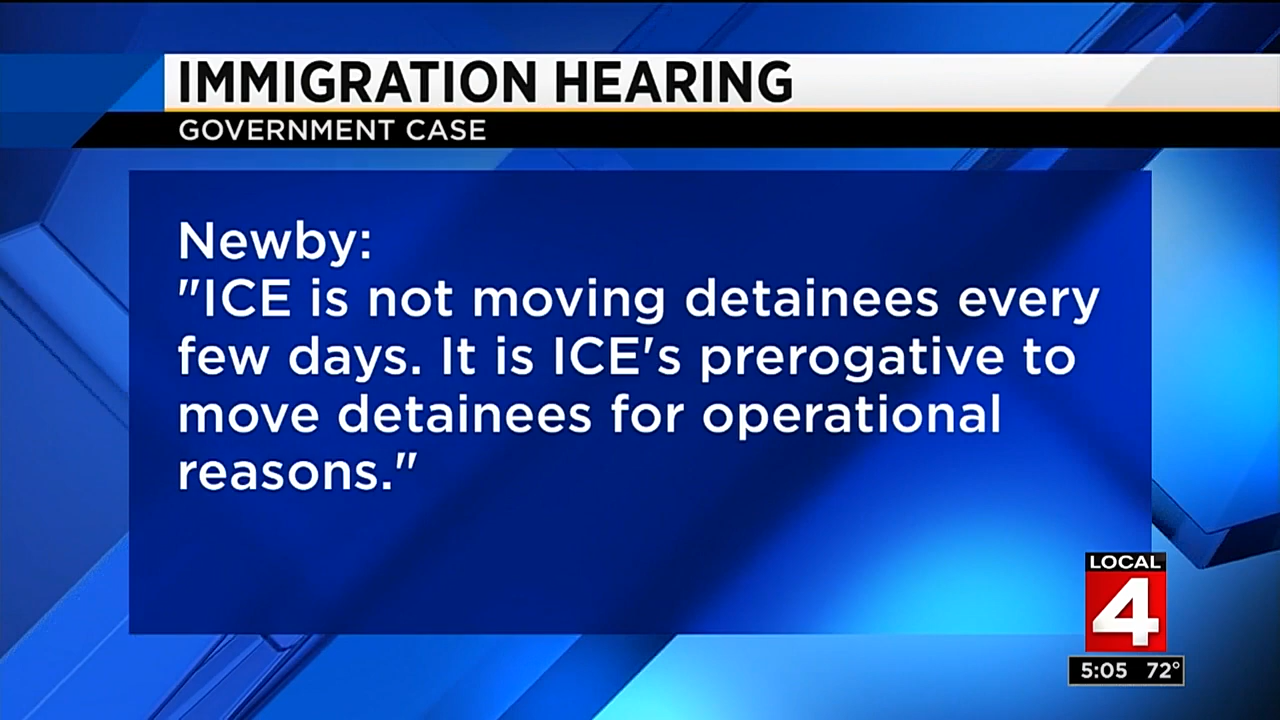 IMMIGRATION HEARING
GOVERNMENT CASE
Newby:
"ICE is not moving detainees every
few days. It is ICE's prerogative to
move detainees for operational
reasons."
LOCAL
4
5:05 72°